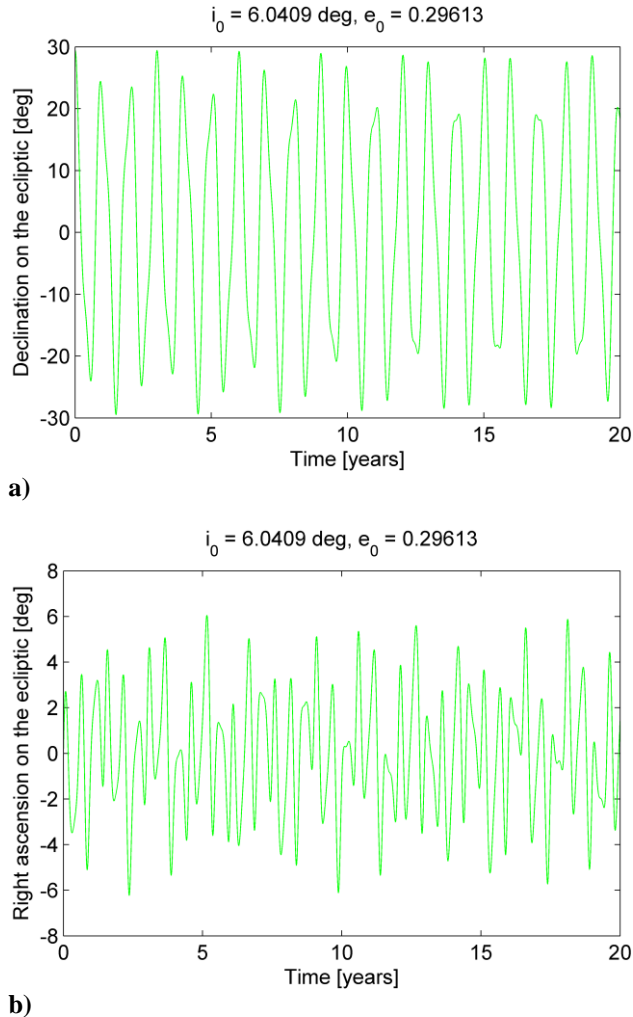 i₀ = 6.0409 deg, e₀ = 0.29613
Declination on the ecliptic [deg]
30
20
10
0
-10
-20
-30
0 5 10 15 20
Time [years]
a)
i₀ = 6.0409 deg, e₀ = 0.29613
Right ascension on the ecliptic [deg]
8
6
4
2
0
-2
-4
-6
-8
0 5 10 15 20
Time [years]
b)